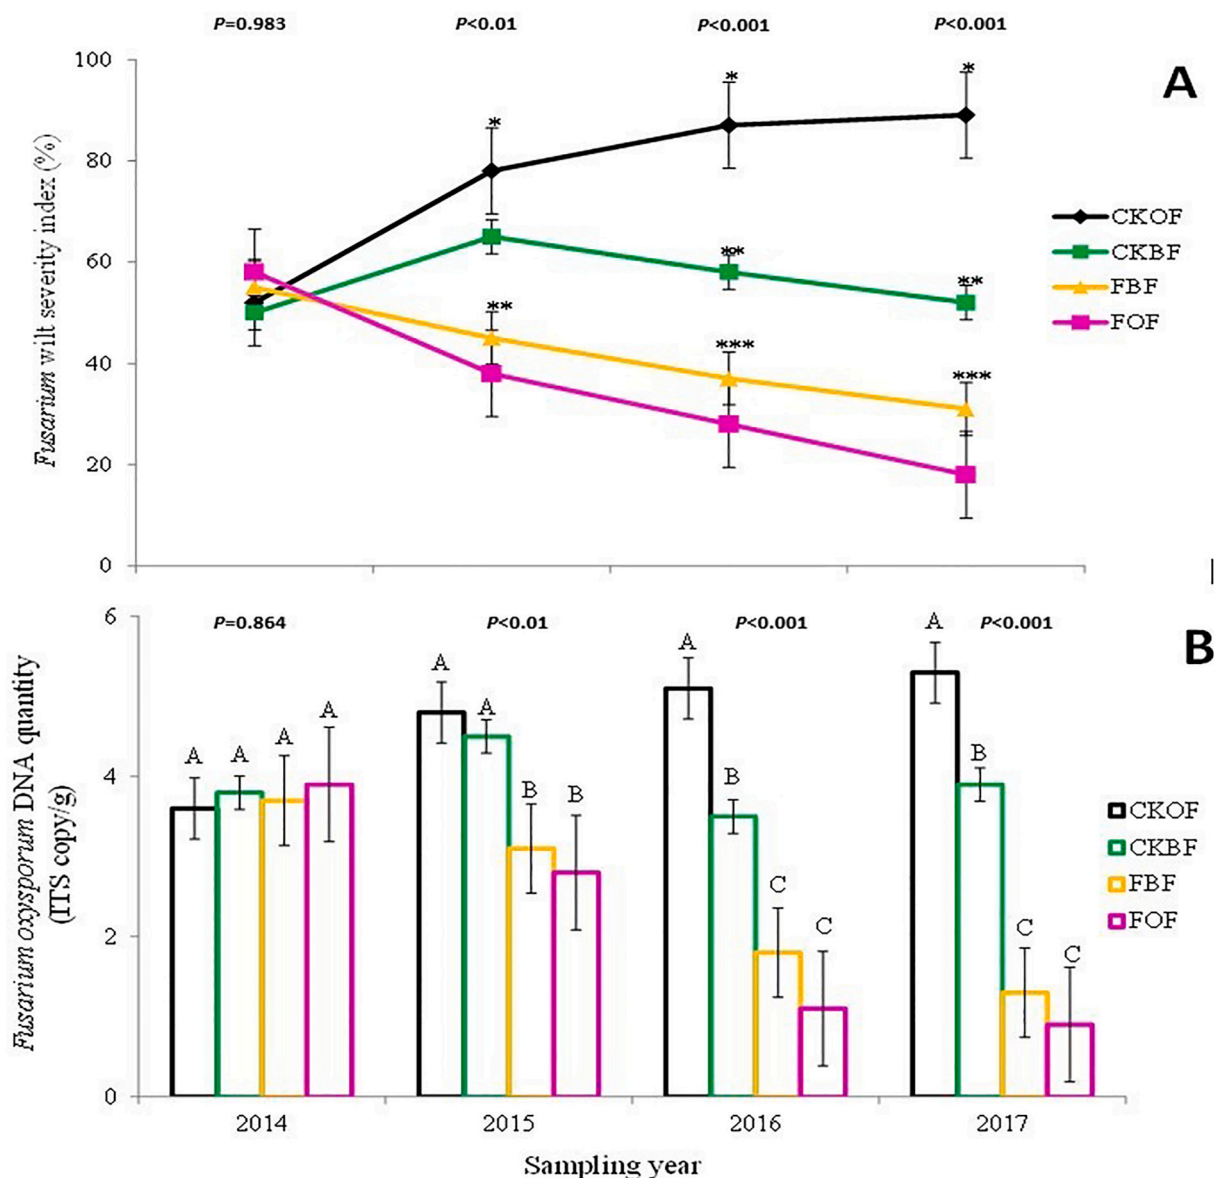 P=0.983 P<0.01 P<0.001 P<0.001
A
Fusarium wilt severity index (%)
100
80
60
40
20
0
* * *
** ** **
*** ***
CKOF
CKBF
FBF
FOF
P=0.864 P<0.01 P<0.001 P<0.001
B
Fusarium oxysporum DNA quantity
(ITS copy/g)
6
4
2
0
A A A A
A A B B
A B C C
A B C C
CKOF
CKBF
FBF
FOF
2014 2015 2016 2017
Sampling year